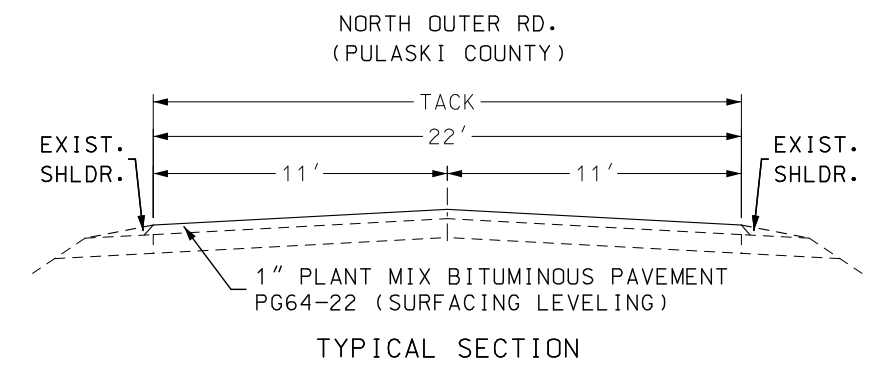 NORTH OUTER RD.
(PULASKI COUNTY)
TACK
22'
EXIST.
SHLDR.
11'
11'
EXIST.
SHLDR.
1" PLANT MIX BITUMINOUS PAVEMENT
PG64-22 (SURFACING LEVELING)
TYPICAL SECTION